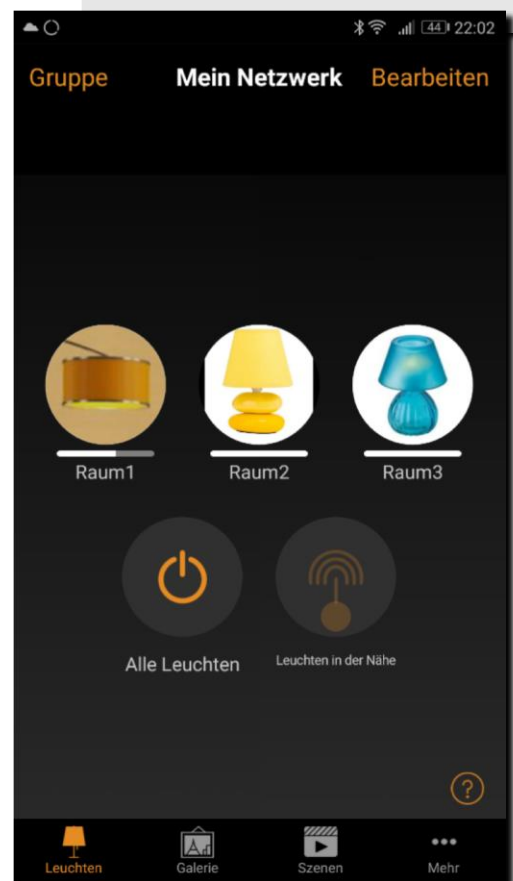 44 22:02
Gruppe Mein Netzwerk Bearbeiten
Raum1 Raum2 Raum3
Alle Leuchten Leuchten in der Nähe
?
Leuchten Galerie Szenen Mehr